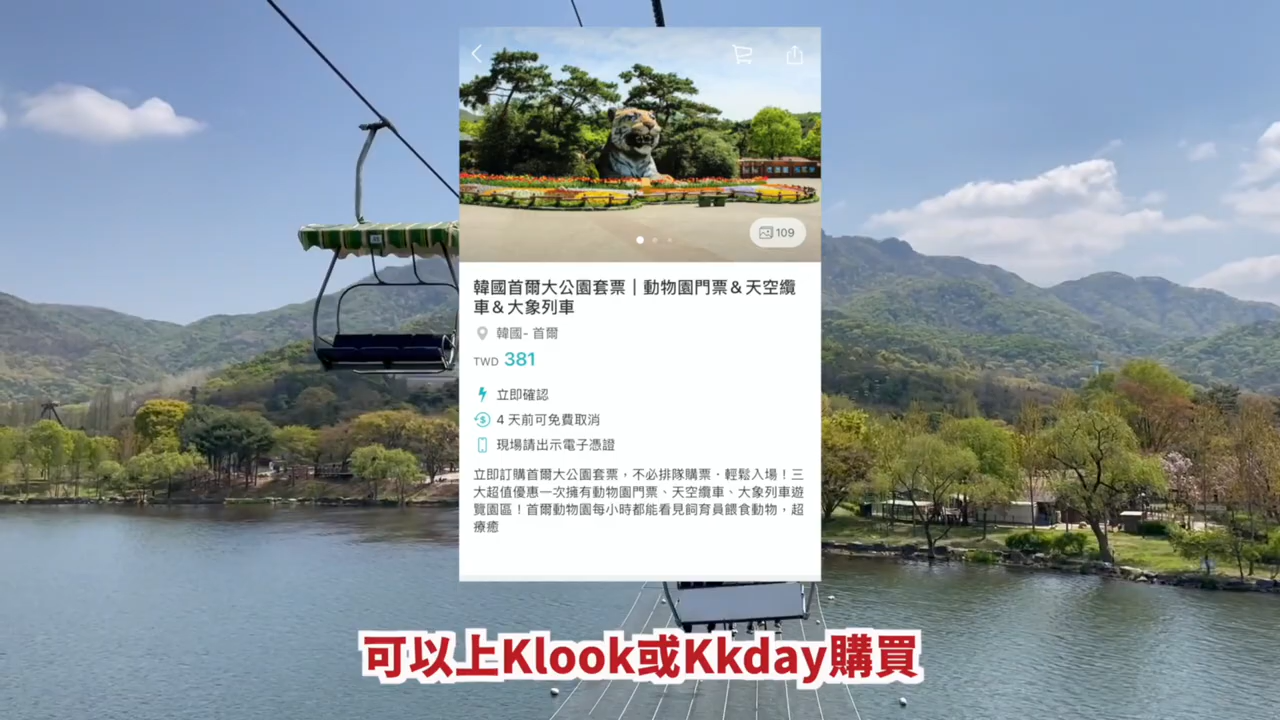 109
韓國首爾大公園套票｜動物園門票＆天空纜
車＆大象列車
韓國- 首爾
TWD 381
立即確認
4 天前可免費取消
現場請出示電子憑證
立即訂購首爾大公園套票，不必排隊購票・輕鬆入場！三
大超值優惠一次擁有動物園門票、天空纜車、大象列車遊
覽園區！首爾動物園每小時都能看見飼育員餵食動物，超
療癒
可以上Klook或Kkday購買